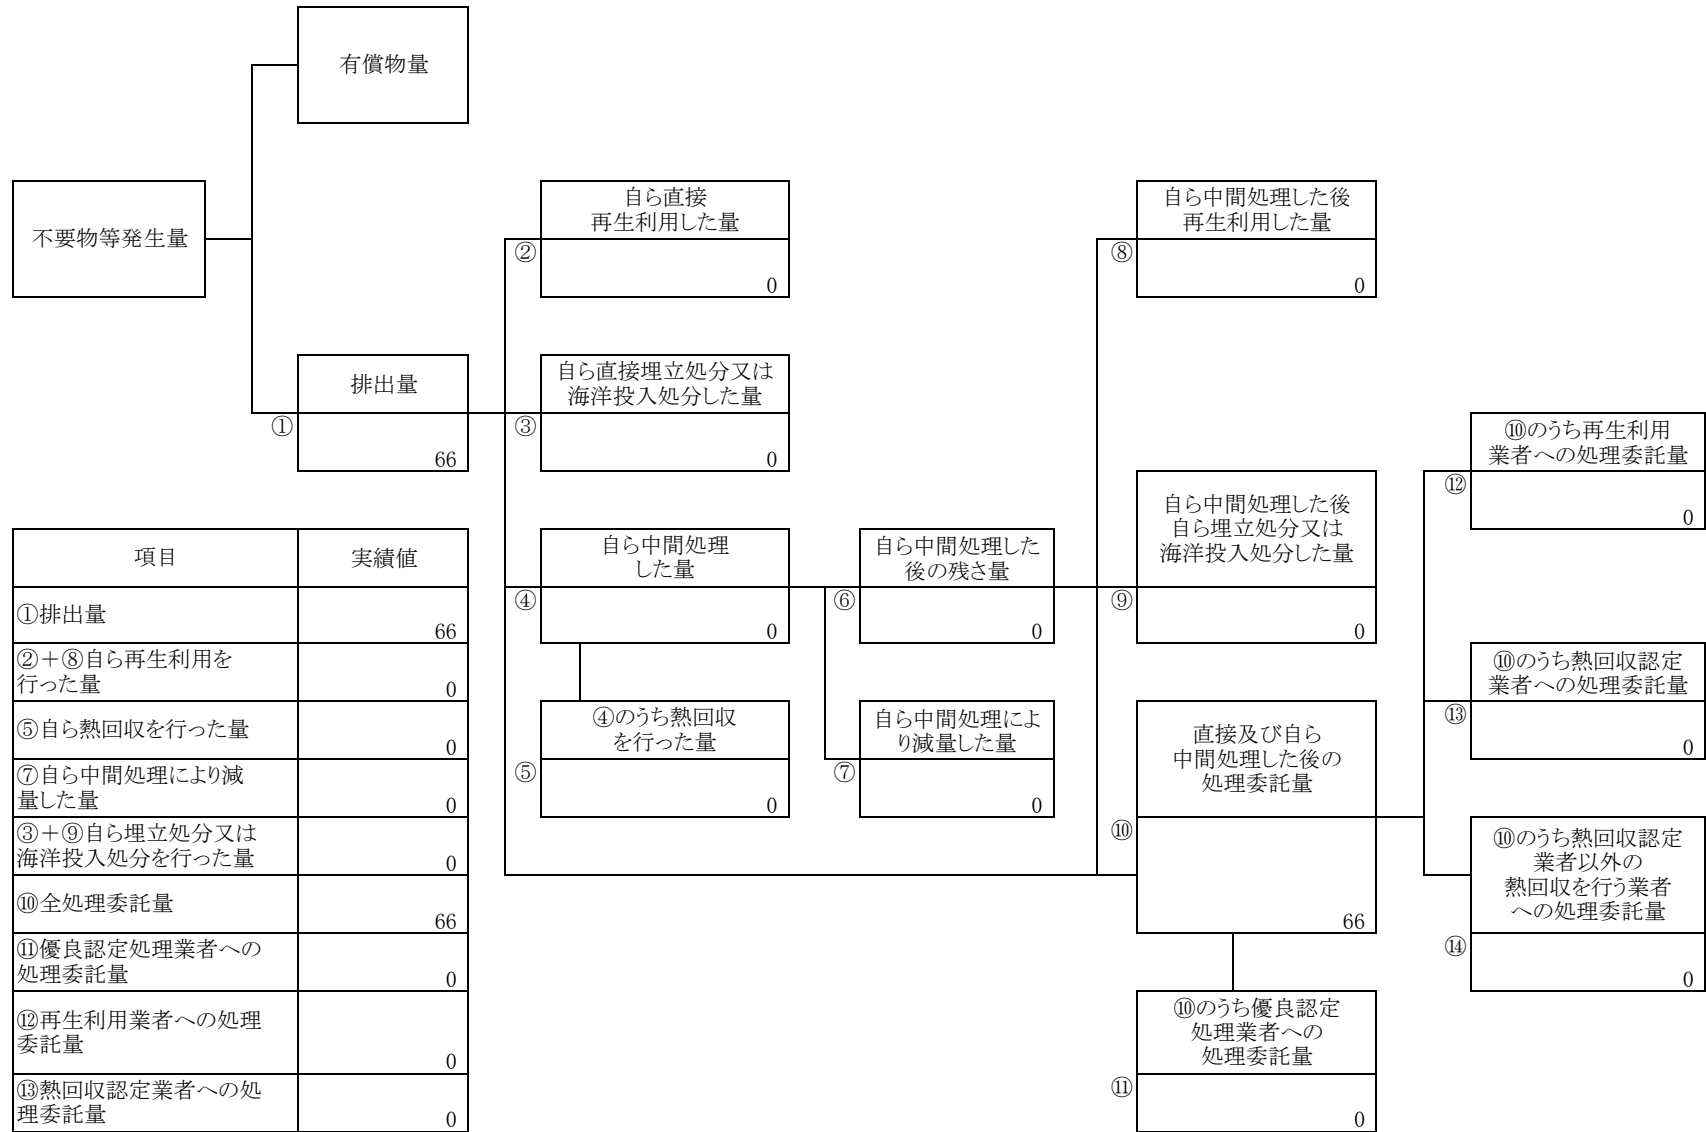 有償物量
不要物等発生量
排出量
①
66
自ら直接
再生利用した量
②
0
自ら直接埋立処分又は
海洋投入処分した量
③
0
自ら中間処理
した量
④
0
④のうち熱回収
を行った量
⑤
0
自ら中間処理した
後の残さ量
⑥
0
自ら中間処理によ
り減量した量
⑦
0
自ら中間処理した後
再生利用した量
⑧
0
自ら中間処理した後
自ら埋立処分又は
海洋投入処分した量
⑨
0
直接及び自ら
中間処理した後の
処理委託量
⑩
66
⑩のうち優良認定
処理業者への
処理委託量
⑪
0
⑩のうち再生利用
業者への処理委託量
⑫
0
⑩のうち熱回収認定
業者への処理委託量
⑬
0
⑩のうち熱回収認定
業者以外の
熱回収を行う業者
への処理委託量
⑭
0
項目 実績値
①排出量
66
②＋⑧自ら再生利用を
行った量
0
⑤自ら熱回収を行った量
0
⑦自ら中間処理により減
量した量
0
③＋⑨自ら埋立処分又は
海洋投入処分を行った量
0
⑩全処理委託量
66
⑪優良認定処理業者への
処理委託量
0
⑫再生利用業者への処理
委託量
0
⑬熱回収認定業者への処
理委託量
0